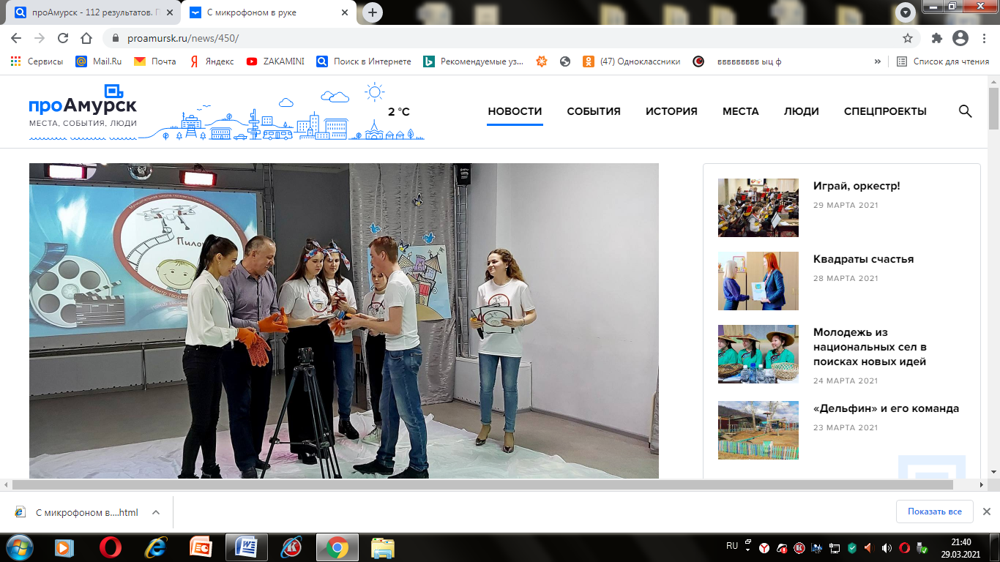 проАмурск - 112 результатов. П
С микрофоном в руке
proamursk.ru/news/450/
Сервисы
Mail.Ru
Почта
Яндекс
ZAKAMINI
Поиск в Интернете
Рекомендуемые уз...
(47) Одноклассники
ввввввввв ыц ф
»
Список для чтения
проАмурск
МЕСТА, СОБЫТИЯ, ЛЮДИ
2 °C
НОВОСТИ
СОБЫТИЯ
ИСТОРИЯ
МЕСТА
ЛЮДИ
СПЕЦПРОЕКТЫ
Играй, оркестр!
29 МАРТА 2021
Квадраты счастья
28 МАРТА 2021
Молодежь из
национальных сел в
поисках новых идей
24 МАРТА 2021
«Дельфин» и его команда
23 МАРТА 2021
С микрофоном в....html
Показать все
RU
21:40
29.03.2021